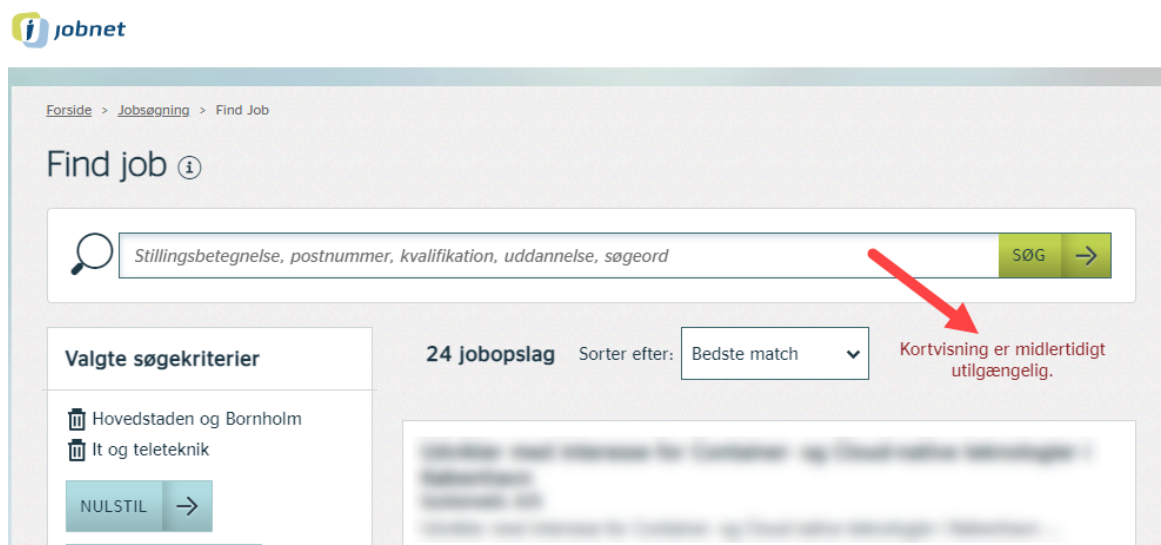 jobnet
Forside > Jobsøgning > Find Job
Find job
Stillingsbetegnelse, postnummer, kvalifikation, uddannelse, søgeord
SØG
Valgte søgekriterier
24 jobopslag
Sorter efter:
Bedste match
Kortvisning er midlertidigt
utilgængelig.
Hovedstaden og Bornholm
It og teleteknik
NULSTIL